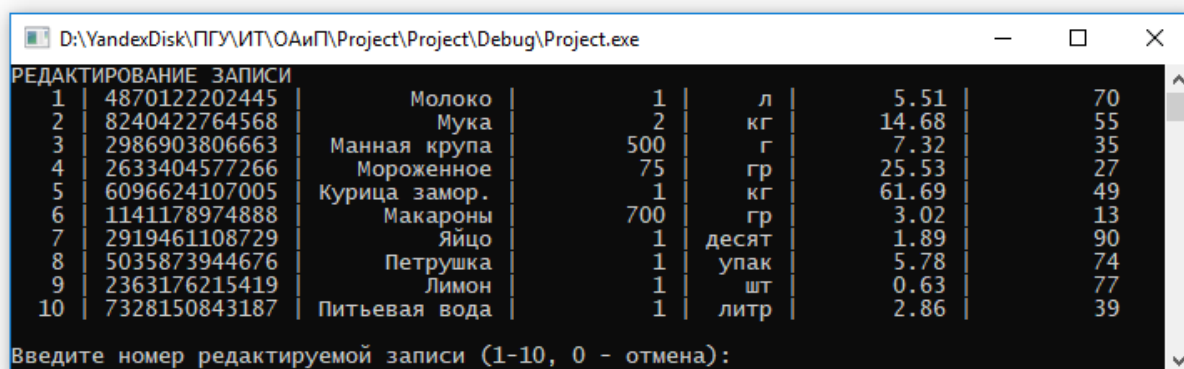 D:\YandexDisk\ПГУ\ИТ\ОАиП\Project\Project\Debug\Project.exe
РЕДАКТИРОВАНИЕ ЗАПИСИ
1 | 4870122202445 | Молоко | 1 | л | 5.51 | 70
2 | 8240422764568 | Мука | 2 | кг | 14.68 | 55
3 | 2986903806663 | Манная крупа | 500 | г | 7.32 | 35
4 | 2633404577266 | Мороженное | 75 | гр | 25.53 | 27
5 | 6096624107005 | Курица замор. | 1 | кг | 61.69 | 49
6 | 1141178974888 | Макароны | 700 | гр | 3.02 | 13
7 | 2919461108729 | Яйцо | 1 | десят | 1.89 | 90
8 | 5035873944676 | Петрушка | 1 | упак | 5.78 | 74
9 | 2363176215419 | Лимон | 1 | шт | 0.63 | 77
10 | 7328150843187 | Питьевая вода | 1 | литр | 2.86 | 39
Введите номер редактируемой записи (1-10, 0 - отмена):